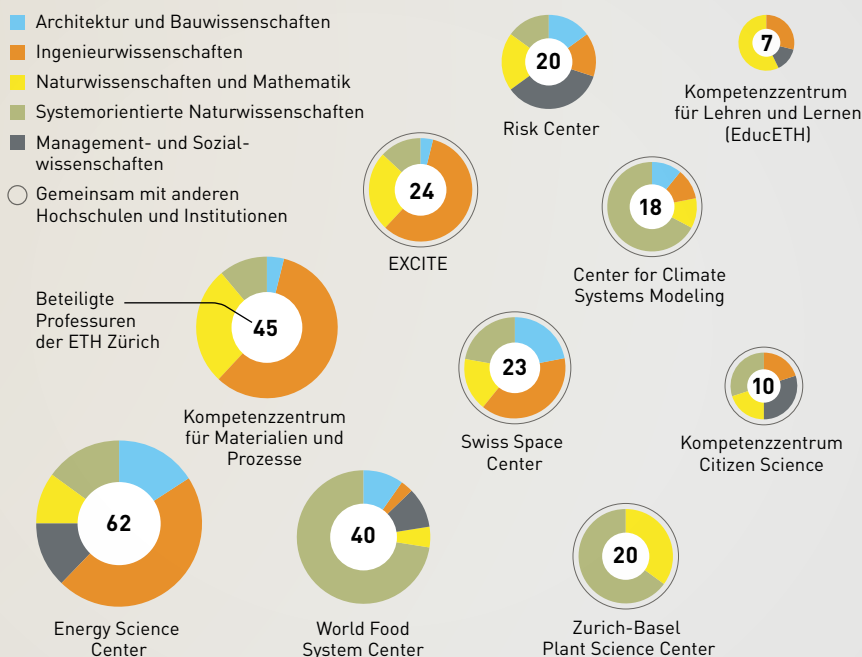 Architektur und Bauwissenschaften
Ingenieurwissenschaften
Naturwissenschaften und Mathematik
Systemorientierte Naturwissenschaften
Management- und Sozial-
wissenschaften
Gemeinsam mit anderen
Hochschulen und Institutionen
20
Risk Center
7
Kompetenzzentrum
für Lehren und Lernen
(EducETH)
24
EXCITE
18
Center for Climate
Systems Modeling
Beteiligte
Professuren
der ETH Zürich
45
Kompetenzzentrum
für Materialien und
Prozesse
23
Swiss Space
Center
10
Kompetenzzentrum
Citizen Science
62
Energy Science
Center
40
World Food
System Center
20
Zurich-Basel
Plant Science Center